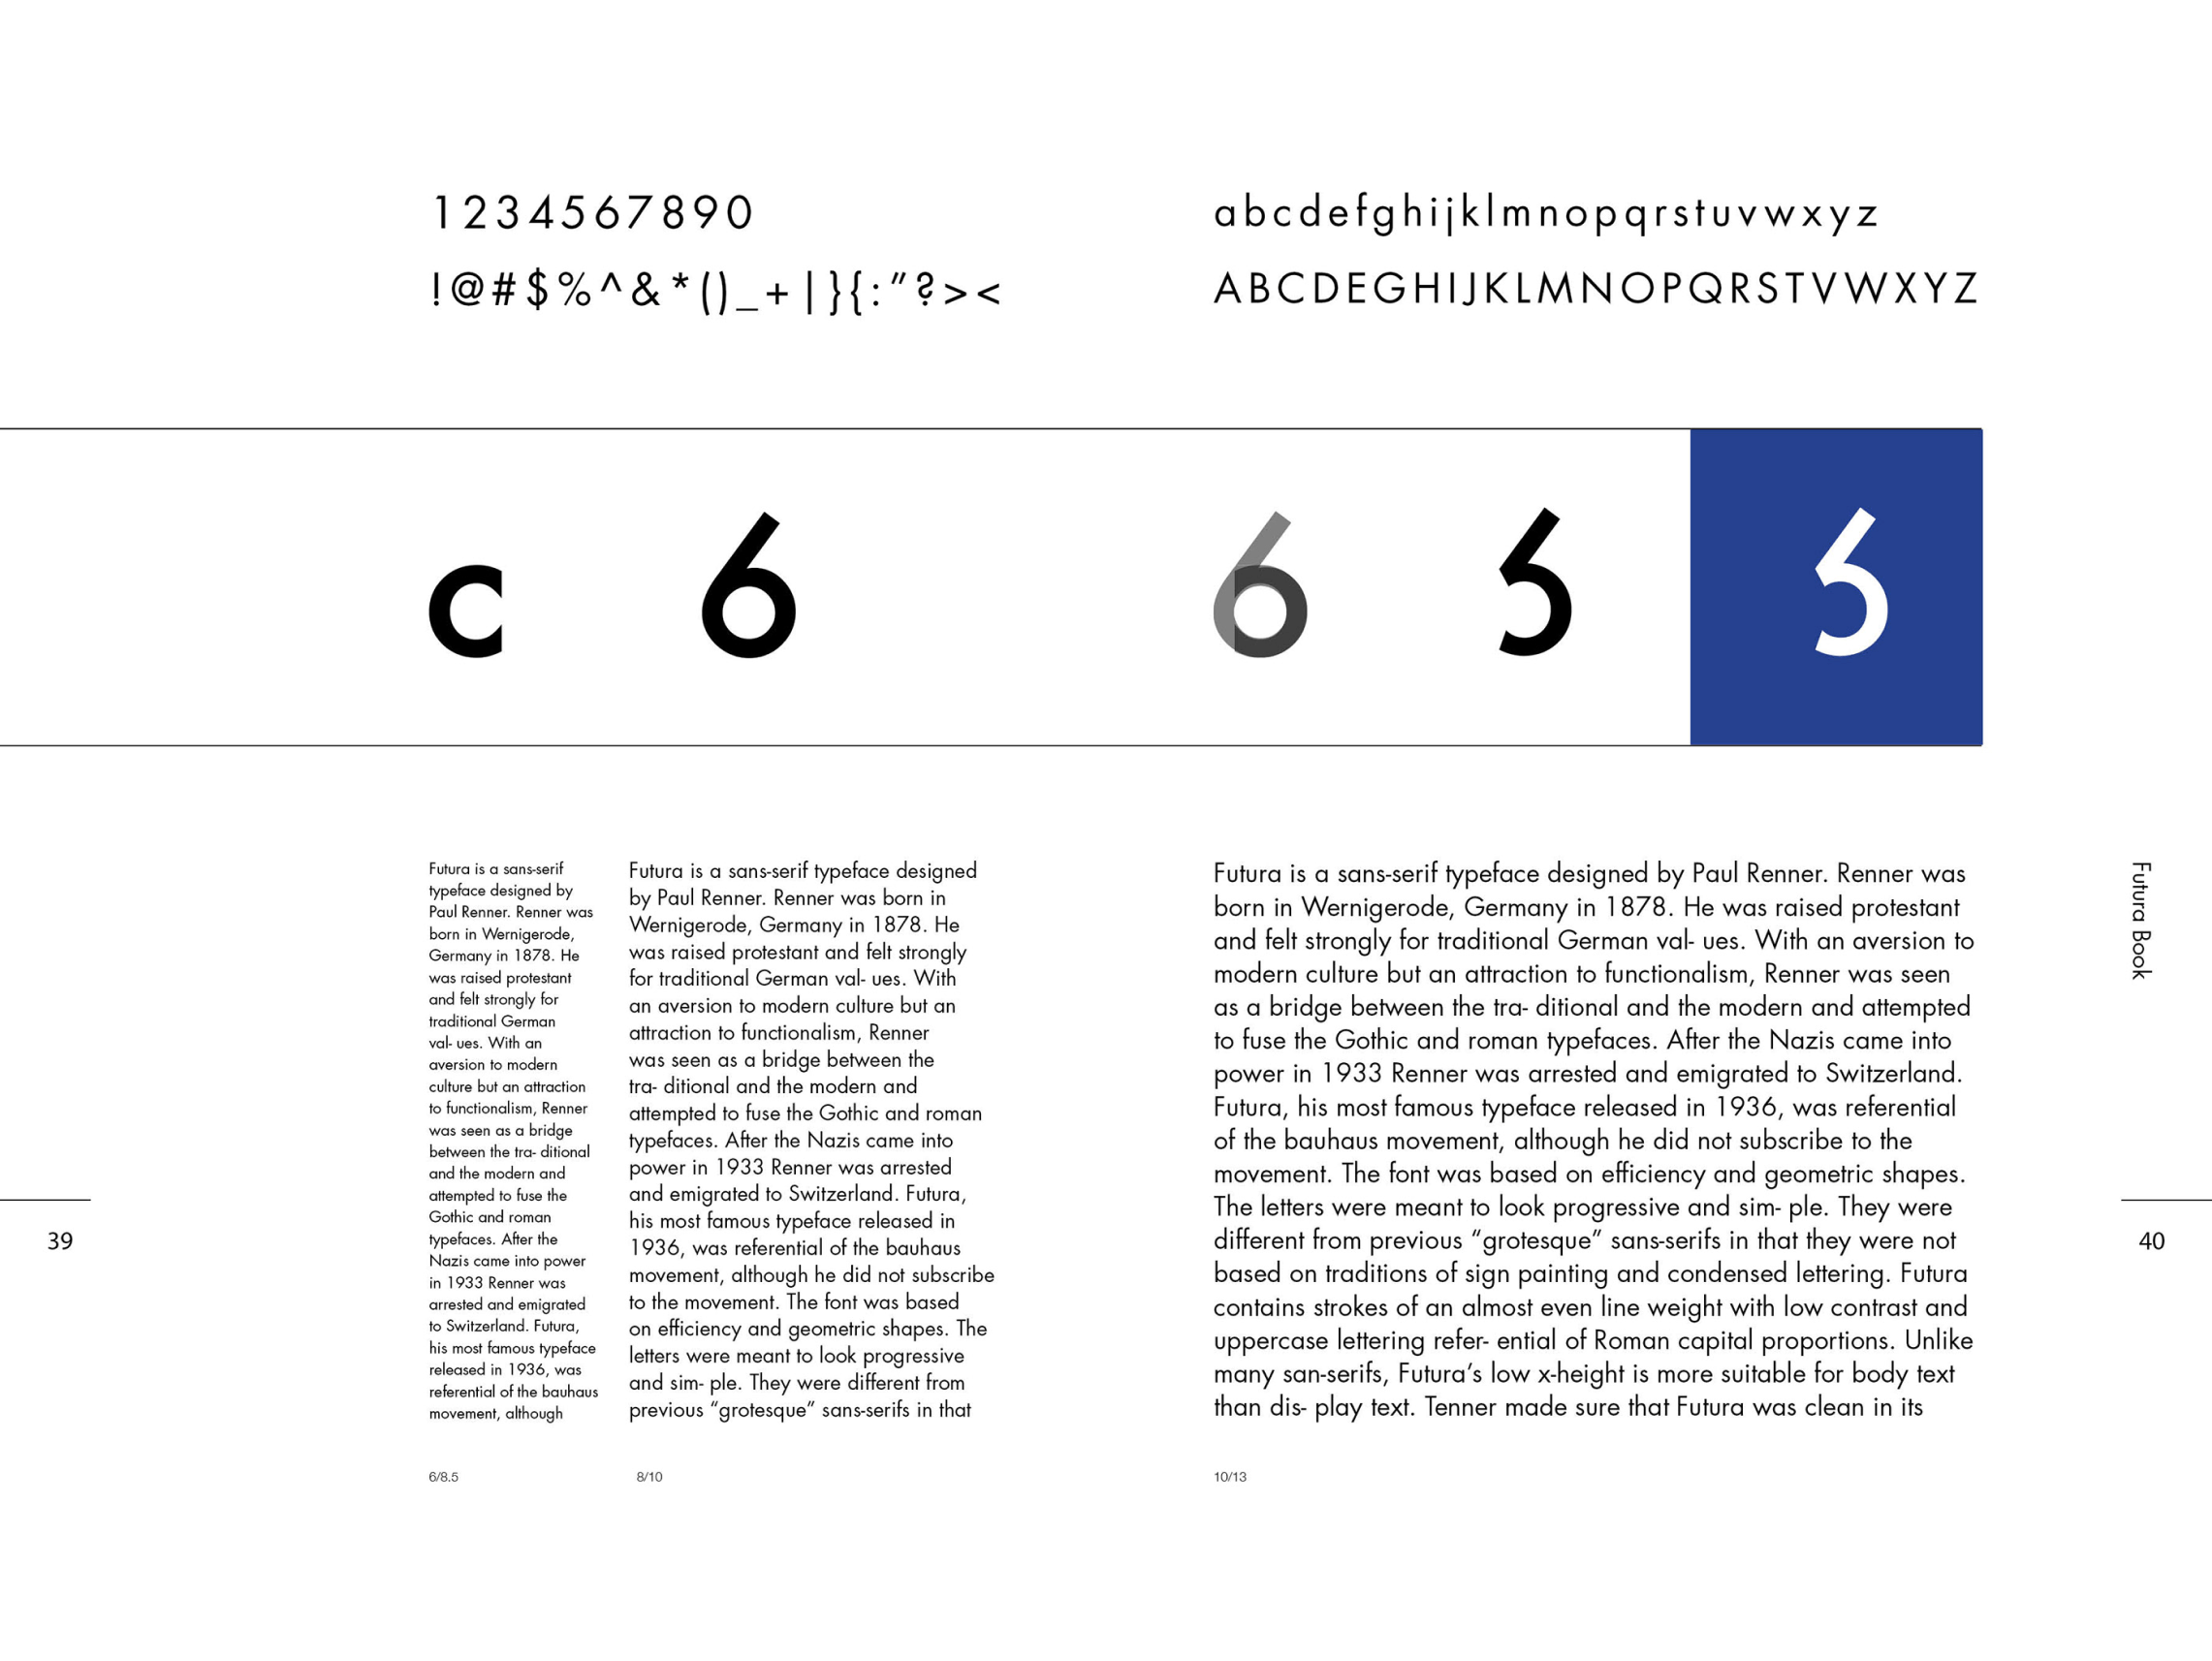 1234567890
!@#$%^&*()_+|}{:"?><
abcdefghijklmnopqrstuvwxyz
ABCDEGHIJKLMNOPQRSTVWXYZ
c 6 6
Futura is a sans-serif
typeface designed by
Paul Renner. Renner was
born in Wernigerode,
Germany in 1878. He
was raised protestant
and felt strongly for
traditional German
val- ues. With an
aversion to modern
culture but an attraction
to functionalism, Renner
was seen as a bridge
between the tra- ditional
and the modern and
attempted to fuse the
Gothic and roman
typefaces. After the
Nazis came into power
in 1933 Renner was
arrested and emigrated
to Switzerland. Futura,
his most famous typeface
released in 1936, was
referential of the bauhaus
movement, although
6/8.5
Futura is a sans-serif typeface designed
by Paul Renner. Renner was born in
Wernigerode, Germany in 1878. He
was raised protestant and felt strongly
for traditional German val- ues. With
an aversion to modern culture but an
attraction to functionalism, Renner
was seen as a bridge between the
tra- ditional and the modern and
attempted to fuse the Gothic and roman
typefaces. After the Nazis came into
power in 1933 Renner was arrested
and emigrated to Switzerland. Futura,
his most famous typeface released in
1936, was referential of the bauhaus
movement, although he did not subscribe
to the movement. The font was based
on efficiency and geometric shapes. The
letters were meant to look progressive
and sim- ple. They were different from
previous “grotesque” sans-serifs in that
8/10
Futura is a sans-serif typeface designed by Paul Renner. Renner was
born in Wernigerode, Germany in 1878. He was raised protestant
and felt strongly for traditional German val- ues. With an aversion to
modern culture but an attraction to functionalism, Renner was seen
as a bridge between the tra- ditional and the modern and attempted
to fuse the Gothic and roman typefaces. After the Nazis came into
power in 1933 Renner was arrested and emigrated to Switzerland.
Futura, his most famous typeface released in 1936, was referential
of the bauhaus movement, although he did not subscribe to the
movement. The font was based on efficiency and geometric shapes.
The letters were meant to look progressive and sim- ple. They were
different from previous “grotesque” sans-serifs in that they were not
based on traditions of sign painting and condensed lettering. Futura
contains strokes of an almost even line weight with low contrast and
uppercase lettering refer- ential of Roman capital proportions. Unlike
many san-serifs, Futura’s low x-height is more suitable for body text
than dis- play text. Tenner made sure that Futura was clean in its
10/13
39
Futura Book
40